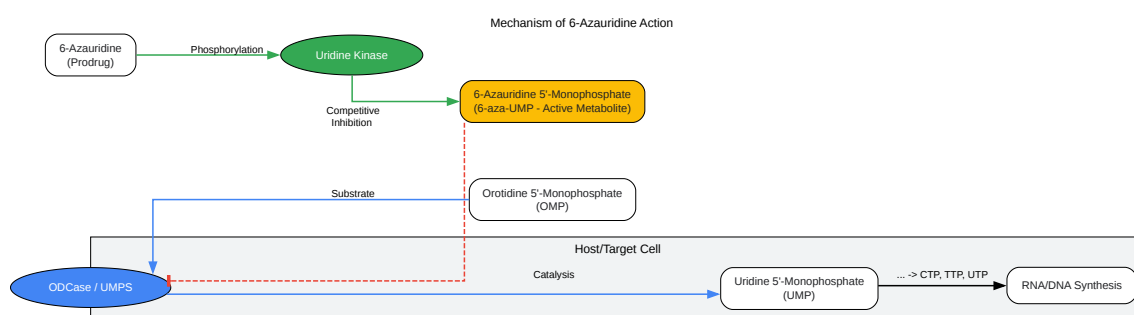 Mechanism of 6-Azauridine Action
6-Azauridine
(Prodrug)
Phosphorylation
Uridine Kinase
Competitive
Inhibition
6-Azauridine 5'-Monophosphate
(6-aza-UMP - Active Metabolite)
Substrate
Orotidine 5'-Monophosphate
(OMP)
Host/Target Cell
ODCase / UMPS
Catalysis
Uridine 5'-Monophosphate
(UMP)
... -> CTP, TTP, UTP
RNA/DNA Synthesis